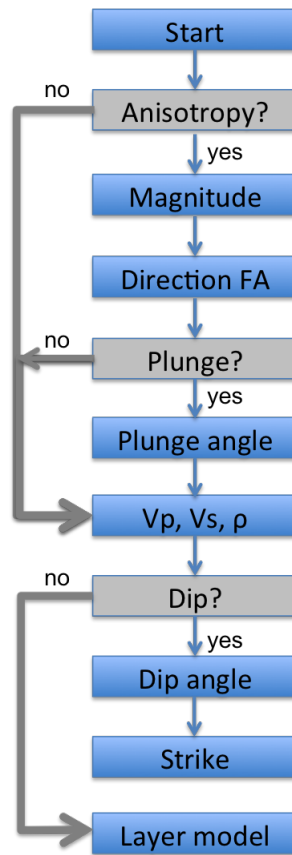 Start
no
Anisotropy?
yes
Magnitude
Direction FA
no
Plunge?
yes
Plunge angle
Vp, Vs, ρ
no
Dip?
yes
Dip angle
Strike
Layer model